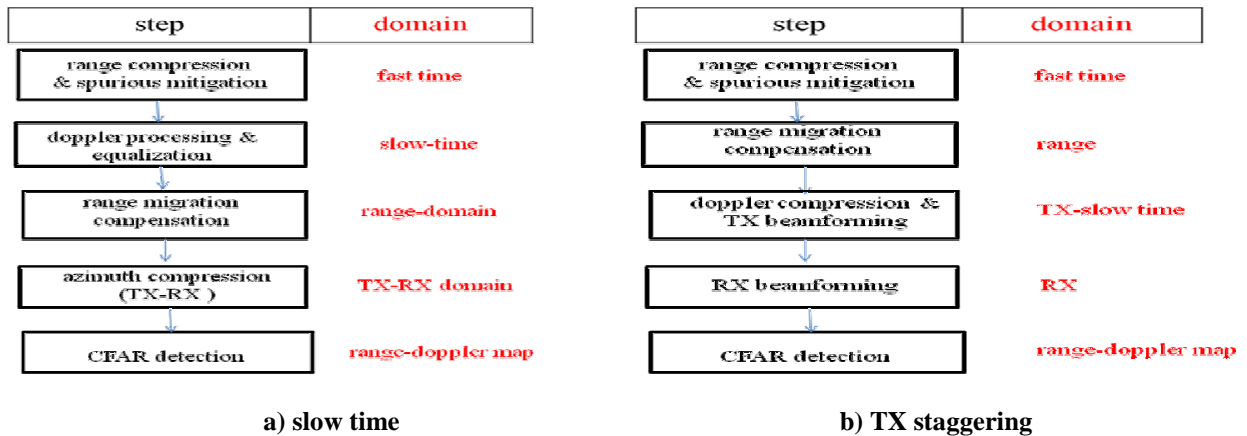 step domain
range compression
& spurious mitigation
fast time
doppler processing &
equalization
slow-time
range migration
compensation
range-domain
azimuth compression
(TX-RX )
TX-RX domain
CFAR detection
range-doppler map
a) slow time
step domain
range compression
& spurious mitigation
fast time
range migration
compensation
range
doppler compression &
TX beamforming
TX-slow time
RX beamforming
RX
CFAR detection
range-doppler map
b) TX staggering